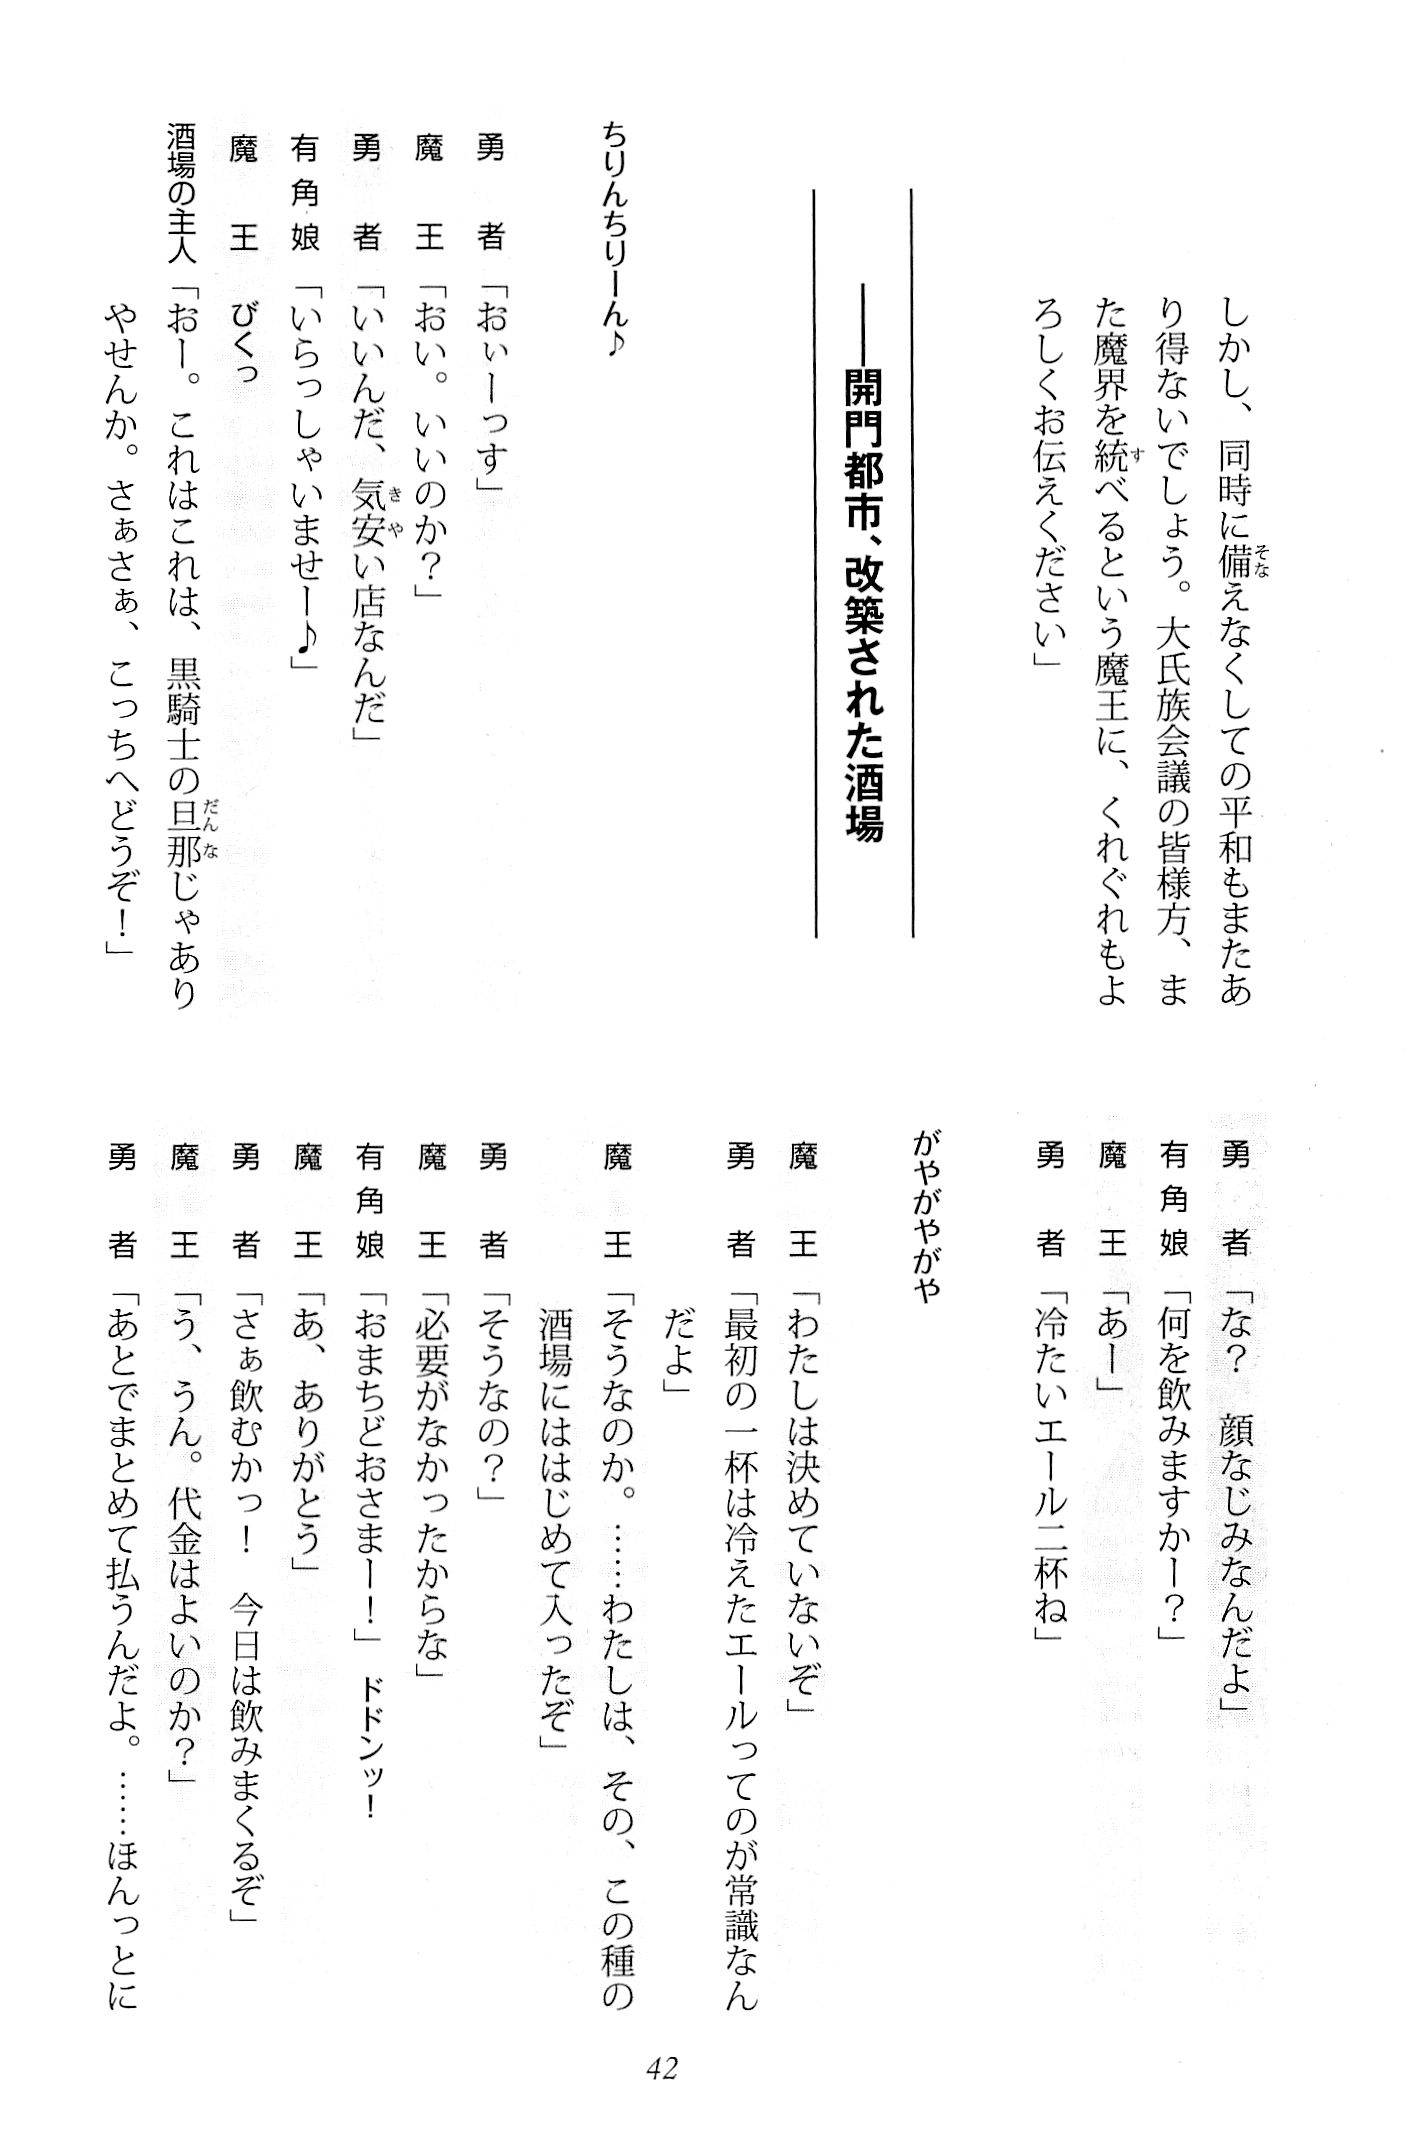 しかし、同時に備えなくしての平和もまたあ
り得ないでしょう。大氏族会議の皆様方、ま
た魔界を統べるという魔王に、くれぐれもよ
ろしくお伝えください」
――開門都市、改築された酒場
ちりんちりーん♪
勇者「おぃーっす」
魔王「おい。いいのか？」
勇者「いいんだ、気安い店なんだ」
有角娘「いらっしゃいませー♪」
魔王　びくっ
酒場の主人「おー。これはこれは、黒騎士の旦那じゃあり
やせんか。さぁさぁ、こっちへどうぞ！」
勇者「な？　顔なじみなんだよ」
有角娘「何を飲みますかー？」
魔王「あー」
勇者「冷たいエール二杯ね」
がやがやがや
魔王「わたしは決めていないぞ」
勇者「最初の一杯は冷えたエールってのが常識なん
だよ」
魔王「そうなのか。……わたしは、その、この種の
酒場にははじめて入ったぞ」
勇者「そうなの？」
魔王「必要がなかったからな」
有角娘「おまちどおさまー！」　ドドンッ！
魔王「あ、ありがとう」
勇者「さぁ飲むかっ！　今日は飲みまくるぞ」
魔王「う、うん。代金はよいのか？」
勇者「あとでまとめて払うんだよ。……ほんっとに
42